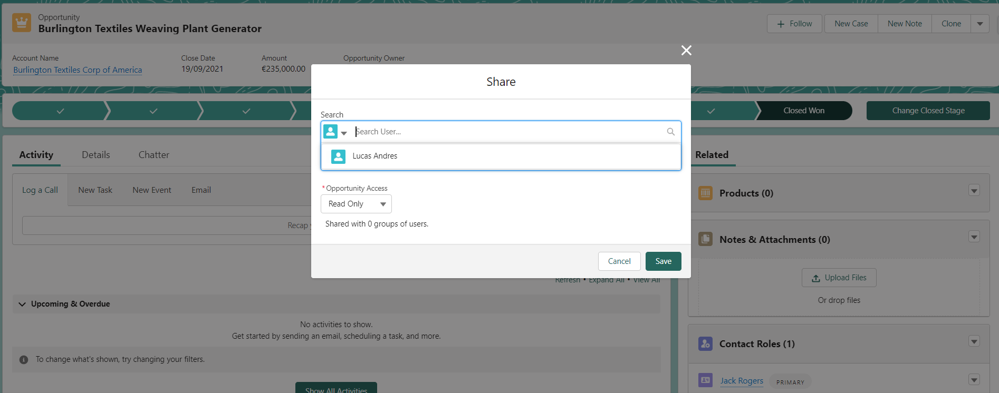 Opportunity
Burlington Textiles Weaving Plant Generator
Follow
New Case
New Note
Clone
Account Name
Burlington Textiles Corp of America
Close Date
19/09/2021
Amount
€235,000.00
Opportunity Owner
Closed Won
Change Closed Stage
Share
Search
Search User...
Lucas Andres
*Opportunity Access
Read Only
Shared with 0 groups of users.
Cancel
Save
Activity
Details
Chatter
Log a Call
New Task
New Event
Email
Recap
Refresh • Expand All • View All
Upcoming & Overdue
No activities to show.
Get started by sending an email, scheduling a task, and more.
To change what's shown, try changing your filters.
Show All Activities
Related
Products (0)
Notes & Attachments (0)
Upload Files
Or drop files
Contact Roles (1)
Jack Rogers
PRIMARY